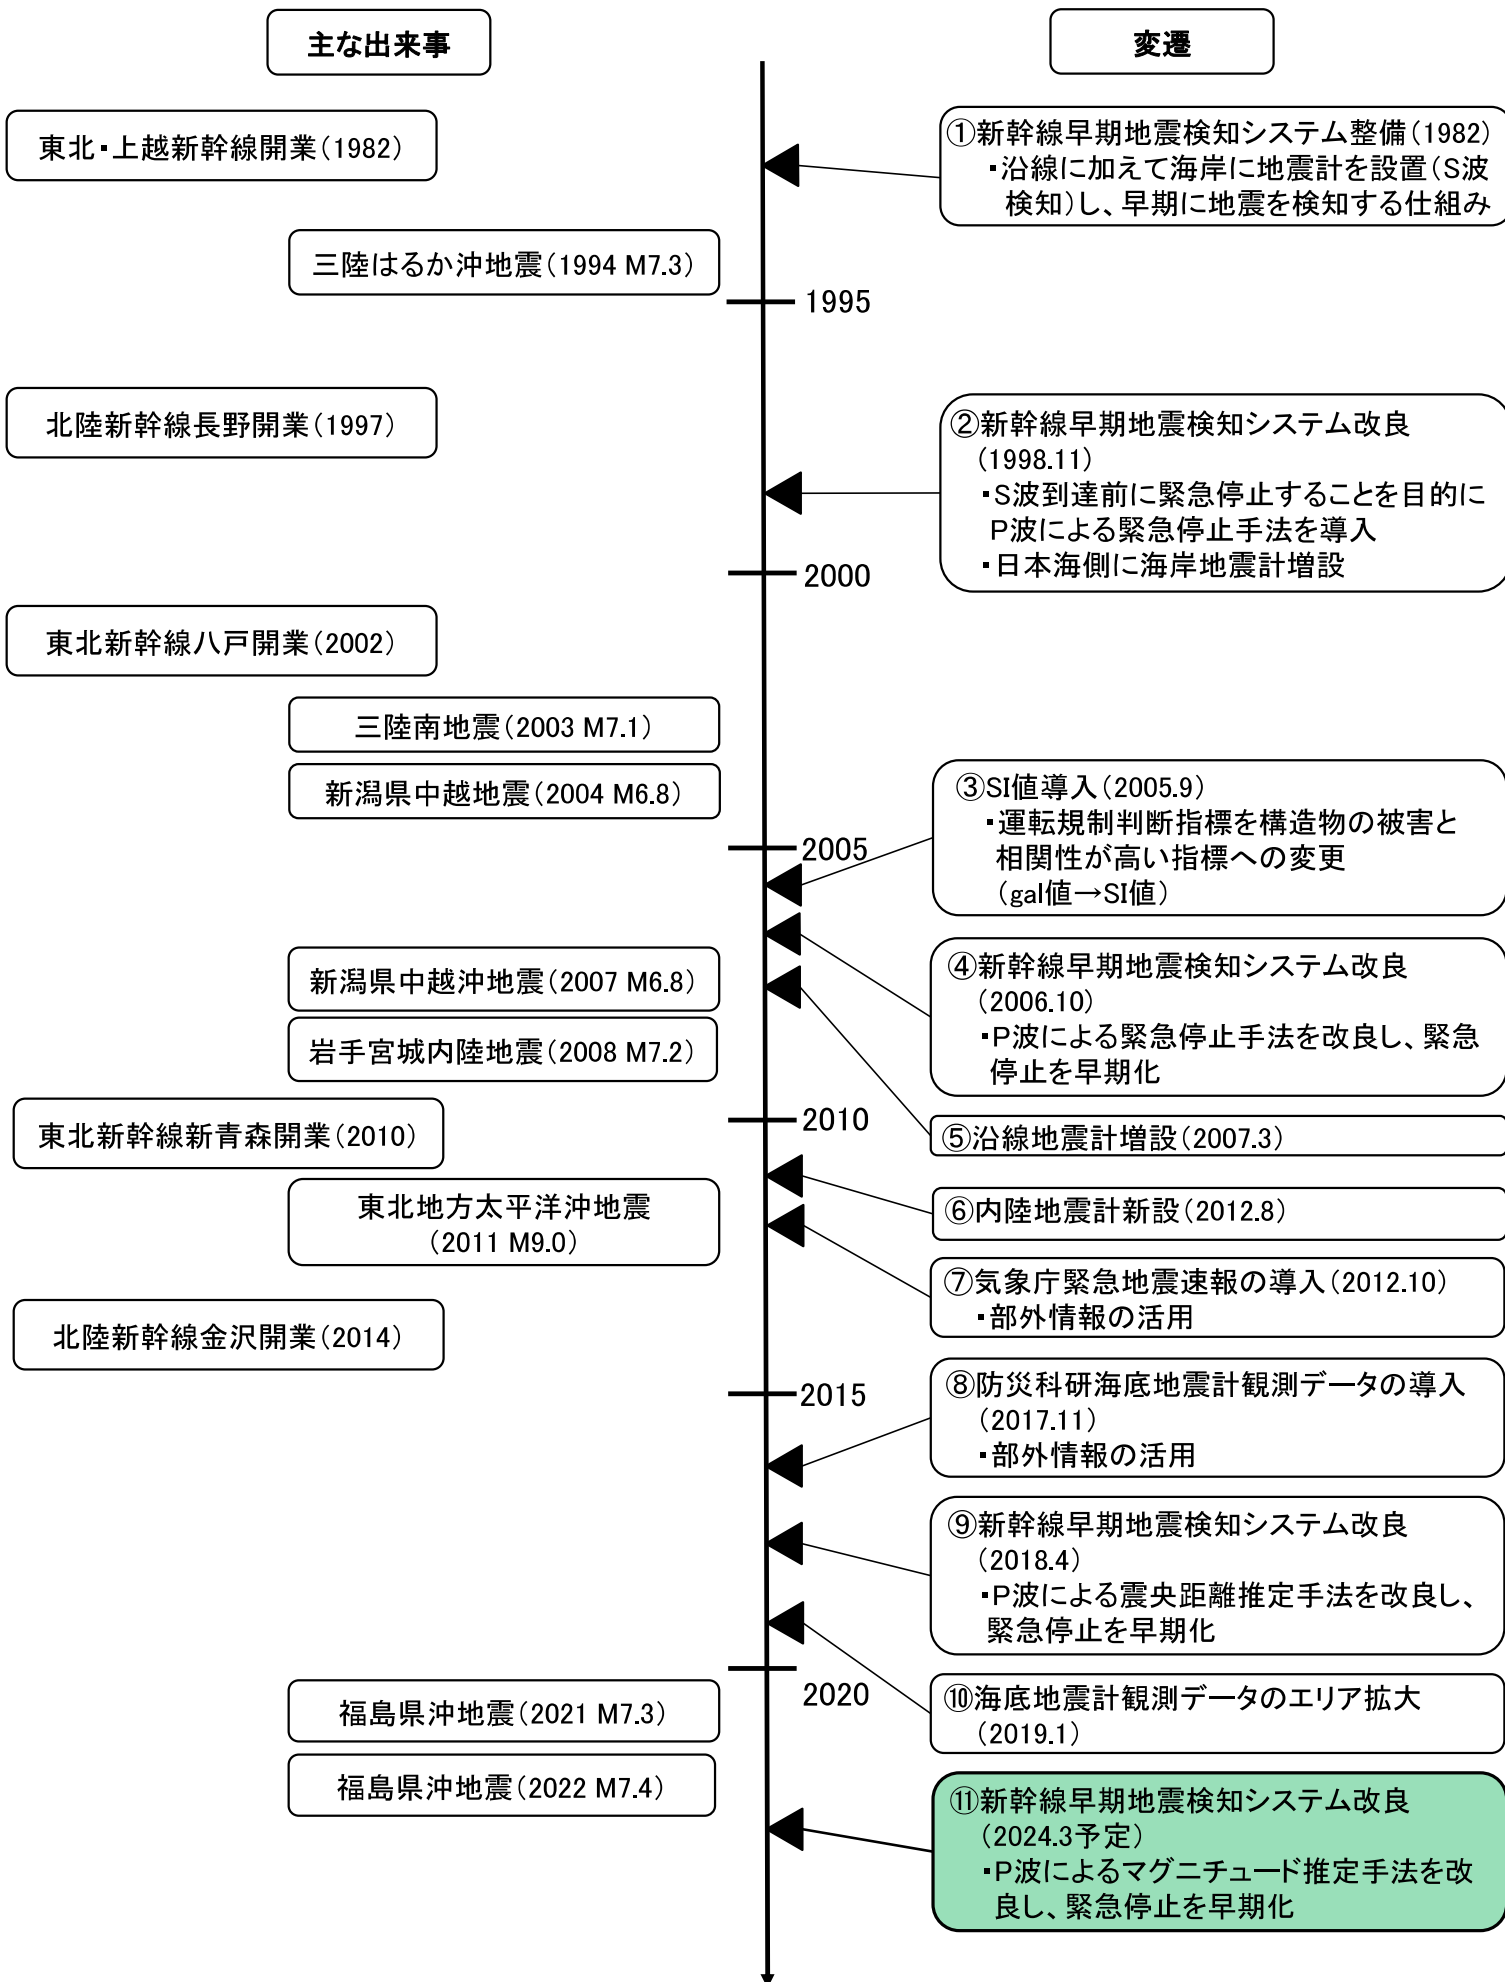 主な出来事
変遷
東北・上越新幹線開業（1982）
三陸はるか沖地震（1994 M7.3）
北陸新幹線長野開業（1997）
東北新幹線八戸開業（2002）
三陸南地震（2003 M7.1）
新潟県中越地震（2004 M6.8）
新潟県中越沖地震（2007 M6.8）
岩手宮城内陸地震（2008 M7.2）
東北新幹線新青森開業（2010）
東北地方太平洋沖地震
（2011 M9.0）
北陸新幹線金沢開業（2014）
福島県沖地震（2021 M7.3）
福島県沖地震（2022 M7.4）
1995
2000
2005
2010
2015
2020
①新幹線早期地震検知システム整備（1982）
・沿線に加えて海岸に地震計を設置（S波
検知）し、早期に地震を検知する仕組み
②新幹線早期地震検知システム改良
（1998.11）
・S波到達前に緊急停止することを目的に
P波による緊急停止手法を導入
・日本海側に海岸地震計増設
③SI値導入（2005.9）
・運転規制判断指標を構造物の被害と
相関性が高い指標への変更
（gal値→SI値）
④新幹線早期地震検知システム改良
（2006.10）
・P波による緊急停止手法を改良し、緊急
停止を早期化
⑤沿線地震計増設（2007.3）
⑥内陸地震計新設（2012.8）
⑦気象庁緊急地震速報の導入（2012.10）
・部外情報の活用
⑧防災科研海底地震計観測データの導入
（2017.11）
・部外情報の活用
⑨新幹線早期地震検知システム改良
（2018.4）
・P波による震央距離推定手法を改良し、
緊急停止を早期化
⑩海底地震計観測データのエリア拡大
（2019.1）
⑪新幹線早期地震検知システム改良
（2024.3予定）
・P波によるマグニチュード推定手法を改
良し、緊急停止を早期化